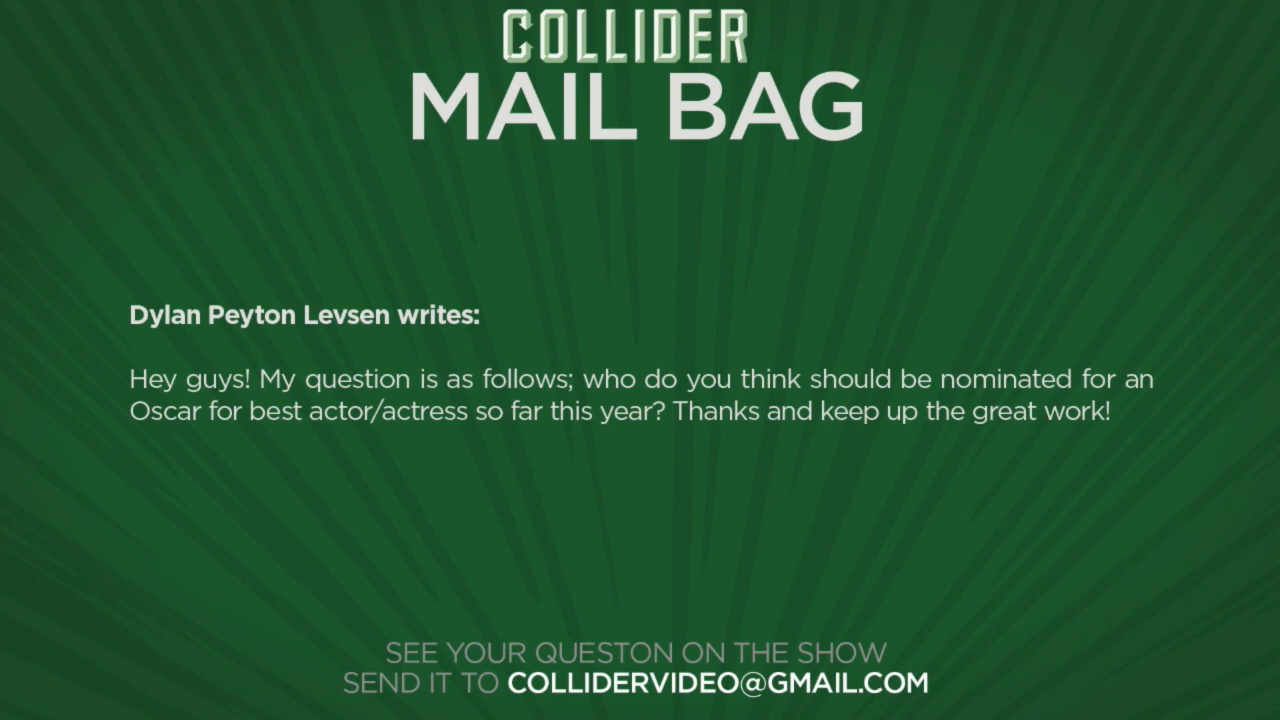 COLLIDER
MAIL BAG
Dylan Peyton Levsen writes:
Hey guys! My question is as follows; who do you think should be nominated for an
Oscar for best actor/actress so far this year? Thanks and keep up the great work!
SEE YOUR QUESTON ON THE SHOW
SEND IT TO COLLIDERVIDEO@GMAIL.COM